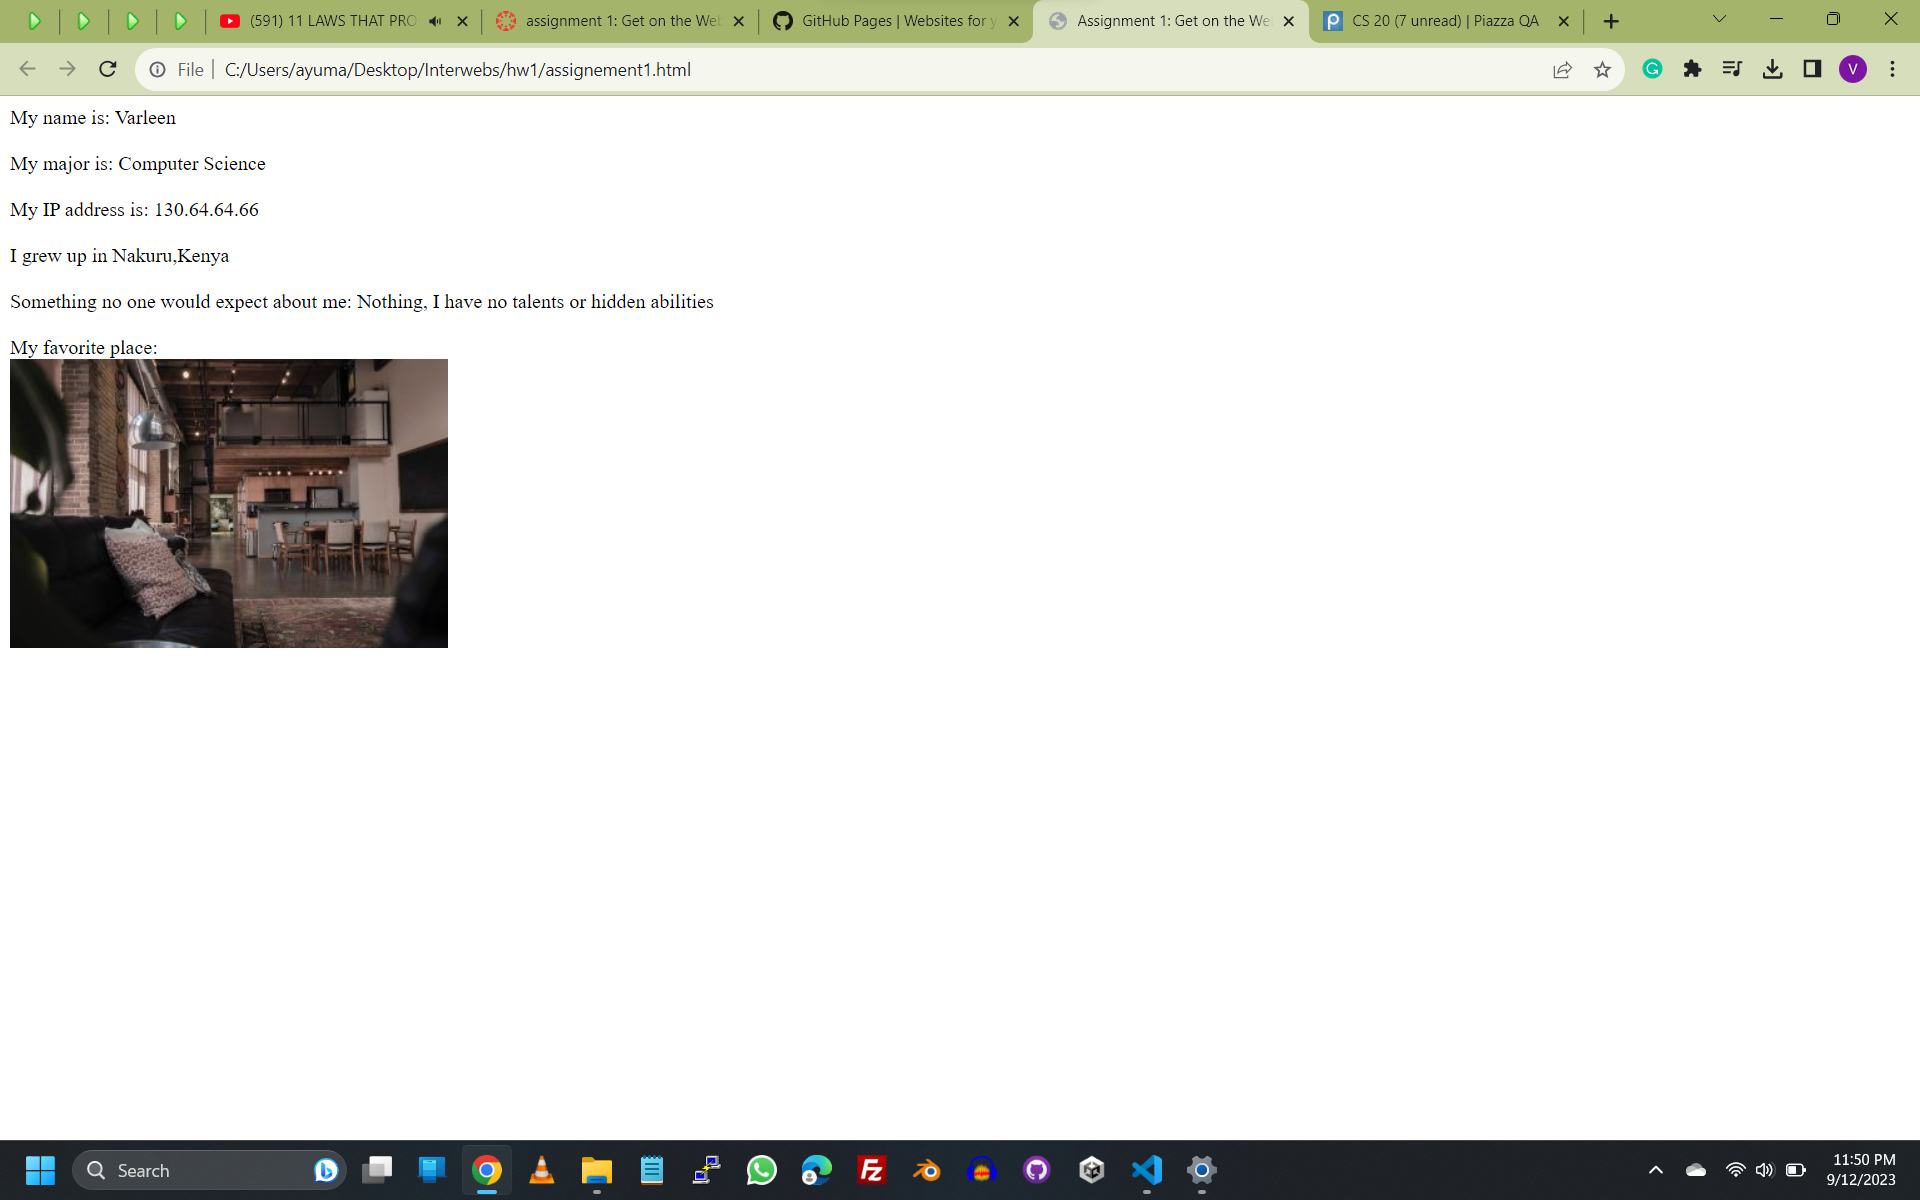 (591) 11 LAWS THAT PRO
assignment 1: Get on the Web
GitHub Pages | Websites for y
Assignment 1: Get on the We
CS 20 (7 unread) | Piazza QA
File
C:/Users/ayuma/Desktop/Interwebs/hw1/assignement1.html
V
My name is: Varleen
My major is: Computer Science
My IP address is: 130.64.64.66
I grew up in Nakuru,Kenya
Something no one would expect about me: Nothing, I have no talents or hidden abilities
My favorite place:
Search
11:50 PM
9/12/2023